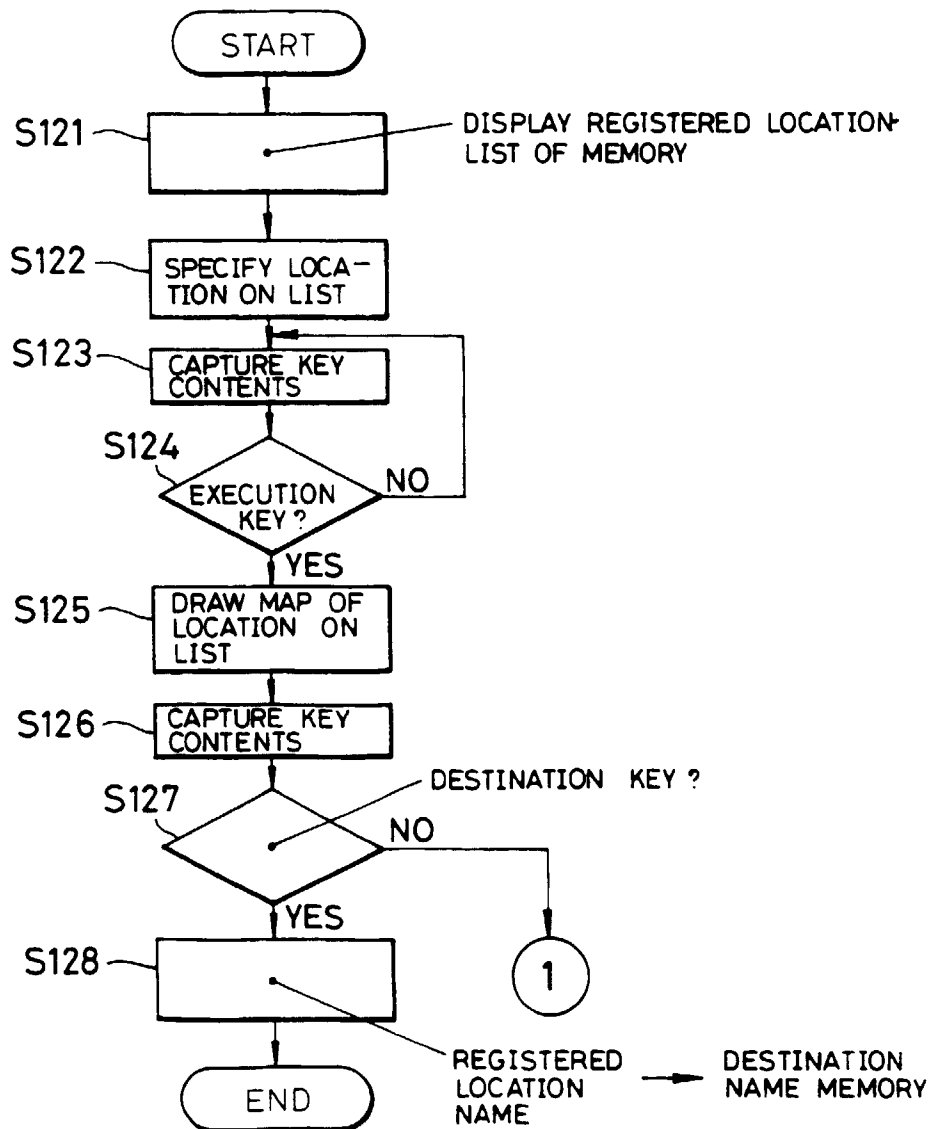 START
S121
DISPLAY REGISTERED LOCATION
LIST OF MEMORY
S122
SPECIFY LOCA-
TION ON LIST
S123
CAPTURE KEY
CONTENTS
S124
EXECUTION
KEY?
NO
YES
S125
DRAW MAP OF
LOCATION ON
LIST
S126
CAPTURE KEY
CONTENTS
S127
DESTINATION KEY?
NO
YES
S128
1
REGISTERED
LOCATION
NAME
DESTINATION
NAME MEMORY
END